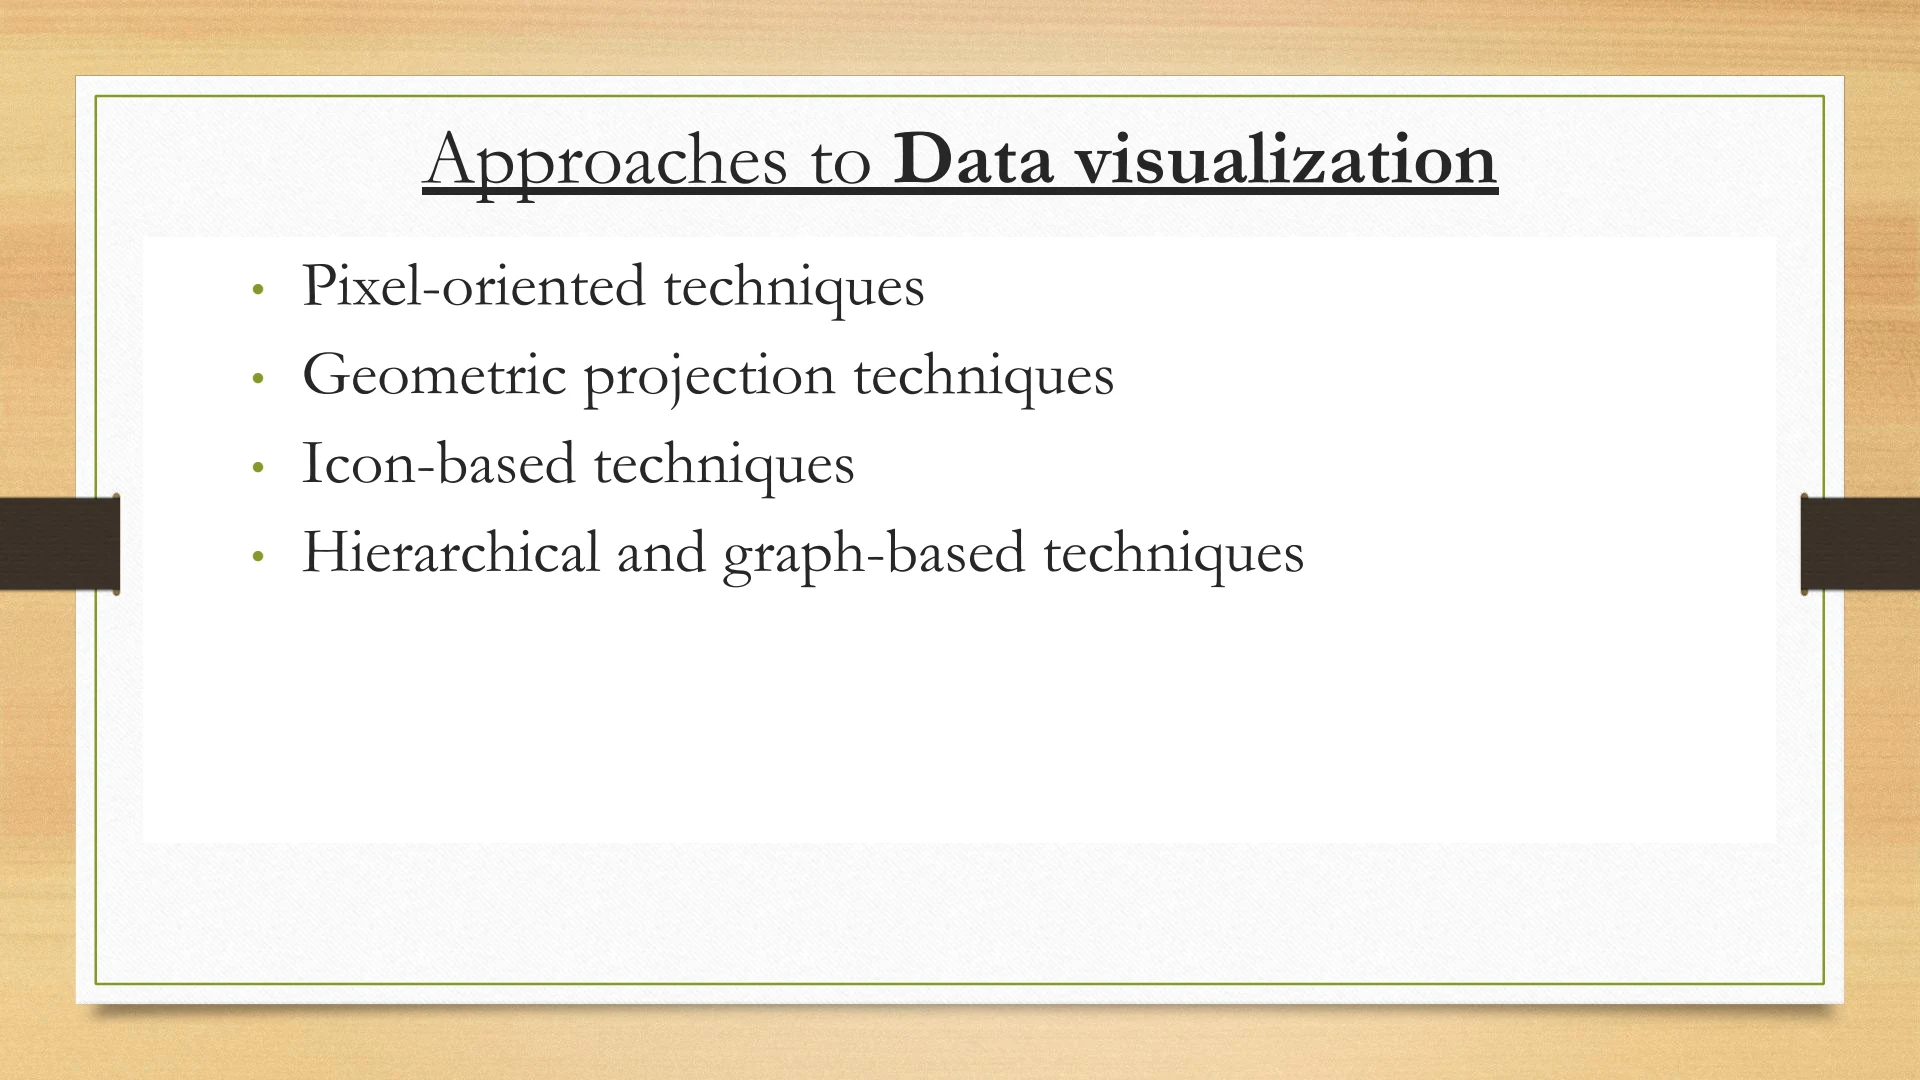 Approaches to Data visualization
• Pixel-oriented techniques
• Geometric projection techniques
• Icon-based techniques
• Hierarchical and graph-based techniques